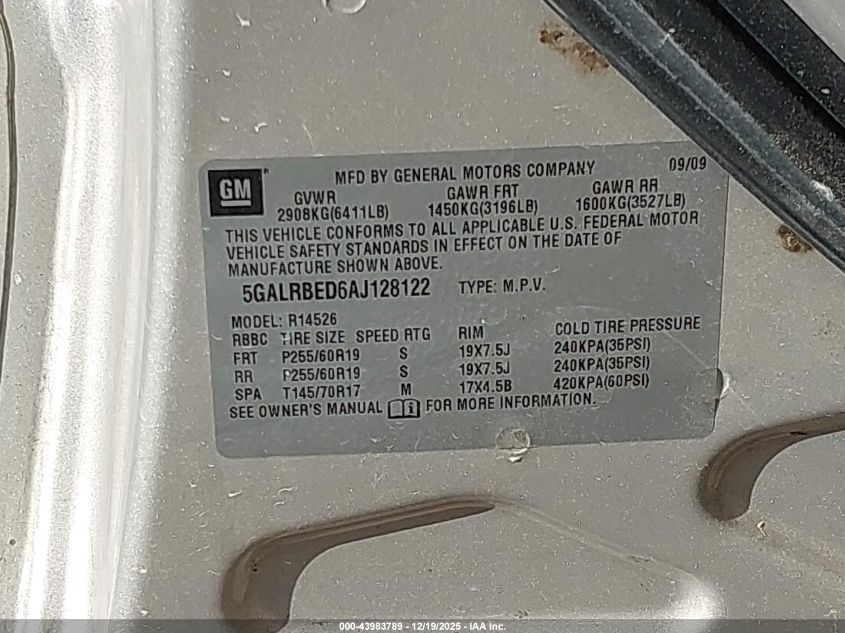 GM
MFD BY GENERAL MOTORS COMPANY 09/09
GVWR GAWR FRT GAWR RR
2908KG(6411LB) 1450KG(3196LB) 1600KG(3527LB)
THIS VEHICLE CONFORMS TO ALL APPLICABLE U.S. FEDERAL MOTOR
VEHICLE SAFETY STANDARDS IN EFFECT ON THE DATE OF
MANUFACTURE SHOWN ABOVE.
5GALRBED6AJ128122 TYPE: M.P.V.
MODEL: R14526
RBBC TIRE SIZE SPEED RTG RIM COLD TIRE PRESSURE
FRT P255/60R19 S 19X7.5J 240KPA(35PSI)
RR P255/60R19 S 19X7.5J 240KPA(35PSI)
SPA T145/70R17 M 17X4.5B 420KPA(60PSI)
SEE OWNER'S MANUAL FOR MORE INFORMATION.
000-43983789 - 12/19/2025 - IAA Inc.